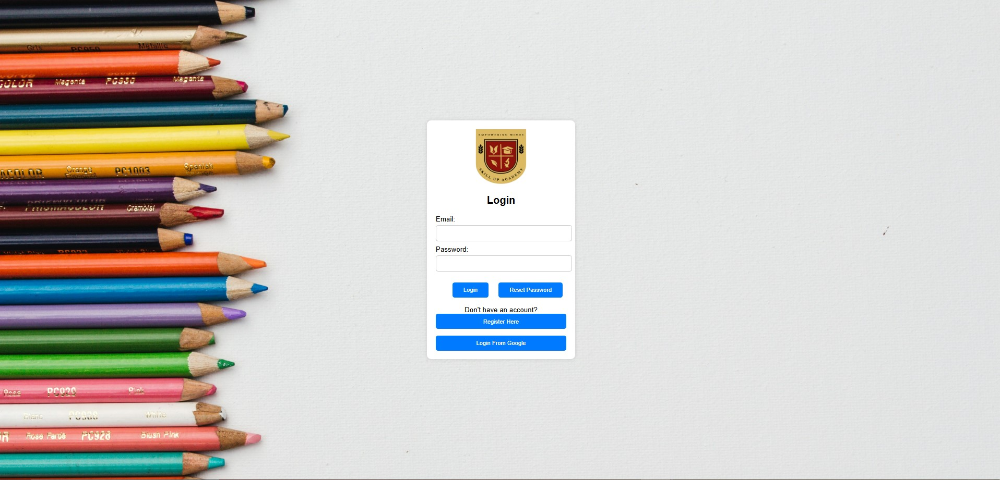 Gris PC950 Metallic
COLOR Magenta PC930 Magenta
Orange PC1003 Spanish
Cramoisi
Rose PC929 Pink
Blanc PC938 White
Rose Farde PC928 Blush Pink
EMPOWERING MINDS
SKILL UP ACADEMY
Login
Email:
Password:
Login Reset Password
Don't have an account?
Register Here
Login From Google